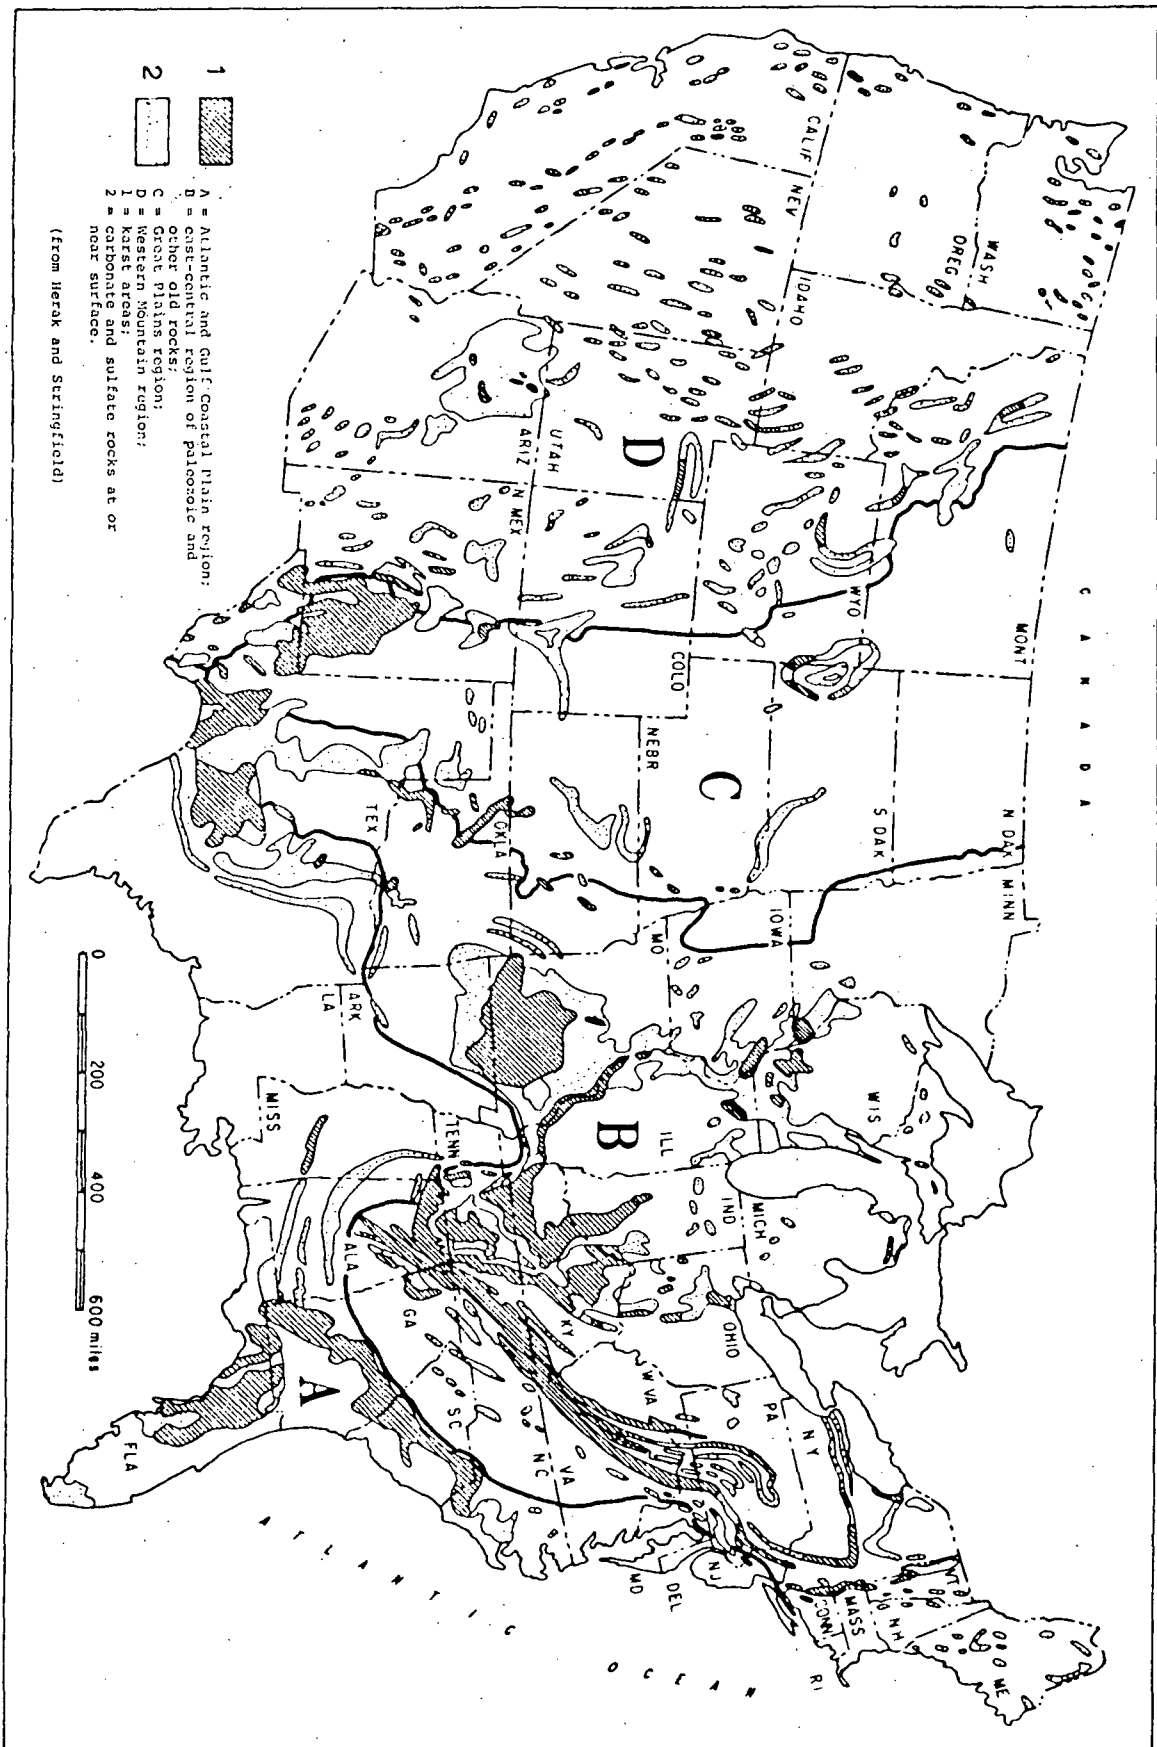 CANADA
WASH
OREG
MONT
N DAK
MINN
IDAHO
S DAK
WYO
WIS
CALIF
NEV
C
IOWA
MICH
NY
VT
NH
ME
MASS
CONN
RI
UTAH
D
COLO
NEBR
MO
ILL
IND
OHIO
PA
NJ
B
W VA
DEL
MD
ARIZ
N MEX
OKLA
KY
VA
NC
TENN
TEX
ARK
LA
MISS
ALA
GA
SC
A
FLA
ATLANTIC
OCEAN
0 200 400 600 miles
1
2
A = Atlantic and Gulf Coastal Plain region;
B = east-central region of paleozoic and
other old rocks;
C = Great Plains region;
D = Western Mountain region;
1 = karst areas;
2 = carbonate and sulfate rocks at or
near surface.
(from Herak and Stringfield)